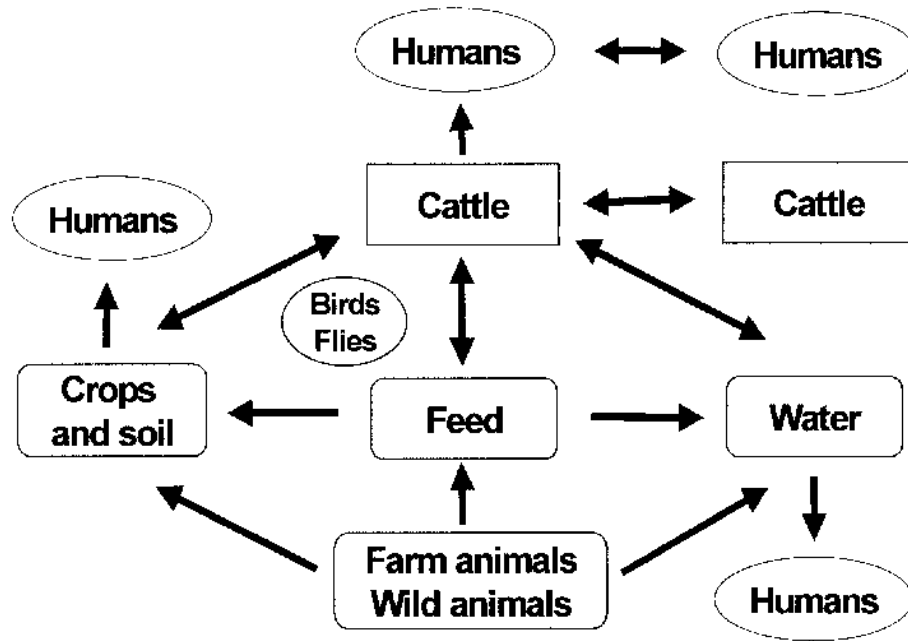 Humans
Humans
Cattle
Cattle
Humans
Birds
Flies
Crops
and soil
Feed
Water
Farm animals
Wild animals
Humans